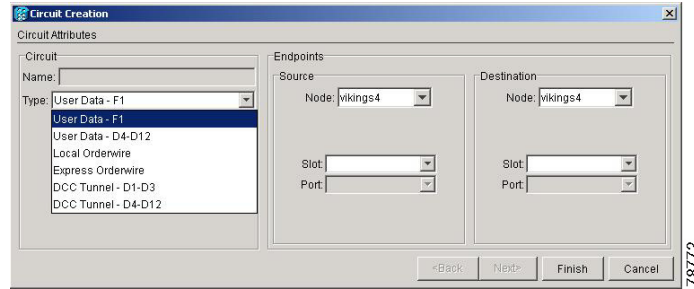 Circuit Creation
Circuit Attributes
Circuit
Name:
Type: User Data - F1
User Data - F1
User Data - D4-D12
Local Orderwire
Express Orderwire
DCC Tunnel - D1-D3
DCC Tunnel - D4-D12
Endpoints
Source
Node: vikings4
Slot:
Port:
Destination
Node: vikings4
Slot:
Port:
<Back
Next>
Finish
Cancel
78772